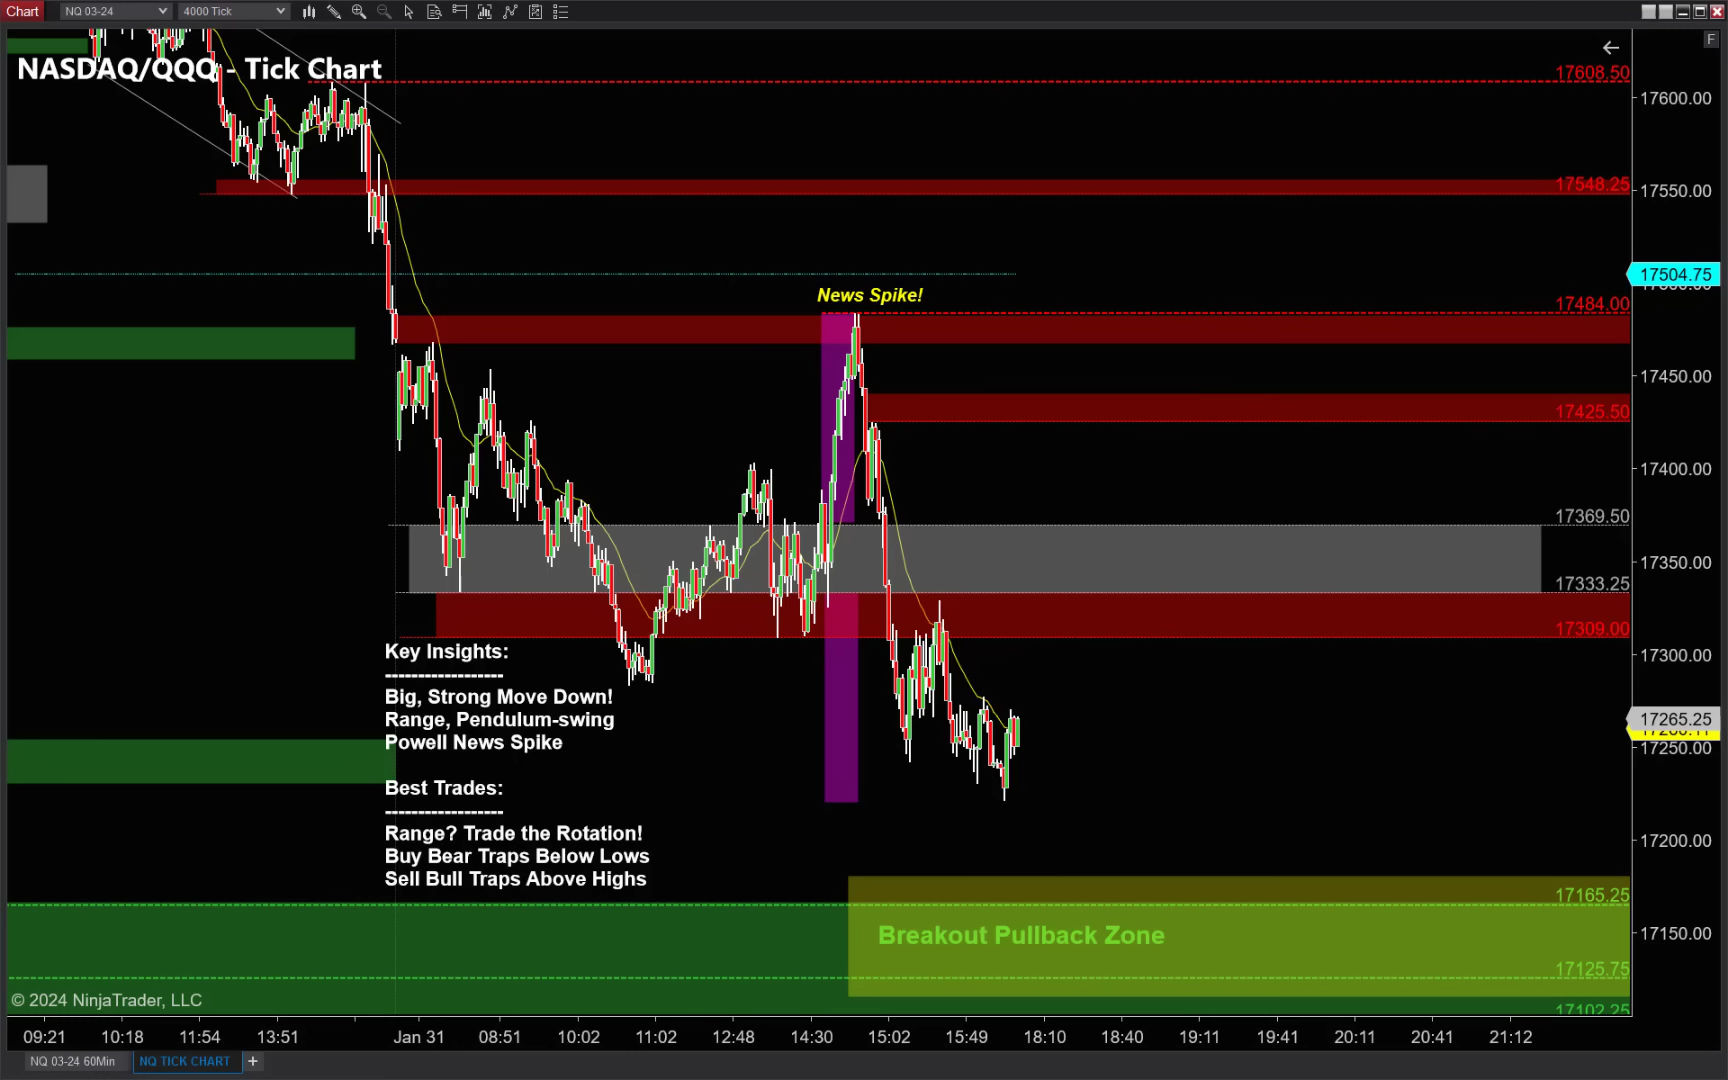 Chart
NQ 03-24
4000 Tick
F
NASDAQ/QQQ - Tick Chart
17608.50
17600.00
17548.25
17550.00
17504.75
News Spike!
17484.00
17450.00
17425.50
17400.00
17369.50
17350.00
17333.25
17309.00
17300.00
Key Insights:
------------------
Big, Strong Move Down!
Range, Pendulum-swing
Powell News Spike
17265.25
17250.00
Best Trades:
------------------
Range? Trade the Rotation!
Buy Bear Traps Below Lows
Sell Bull Traps Above Highs
17200.00
17165.25
Breakout Pullback Zone
17150.00
17125.75
17102.25
© 2024 NinjaTrader, LLC
09:21 10:18 11:54 13:51 Jan 31 08:51 10:02 11:02 12:48 14:30 15:02 15:49 18:10 18:40 19:11 19:41 20:11 20:41 21:12
NQ 03-24 60Min NQ TICK CHART +